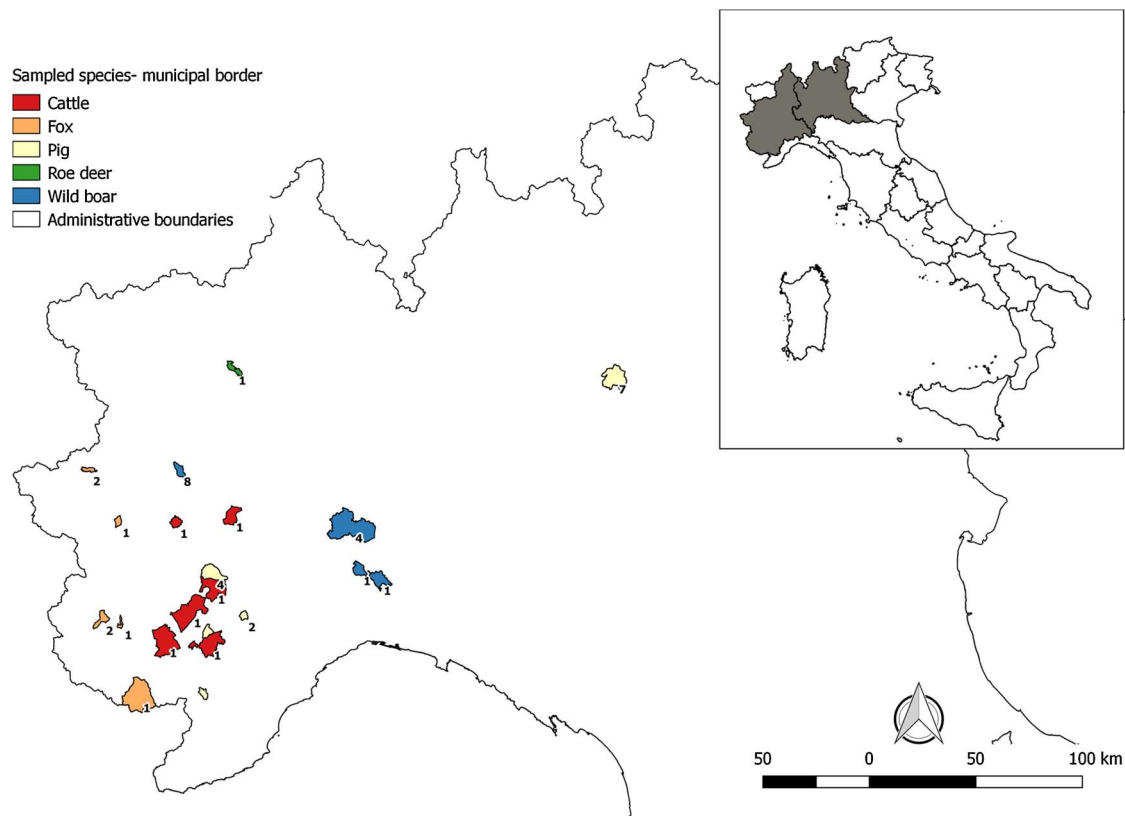 Sampled species- municipal border
Cattle
Fox
Pig
Roe deer
Wild boar
Administrative boundaries
1
7
2
8
1
1
1
4
4
1
1
1
1
2
2
1
1
1
1
50 0 50 100 km